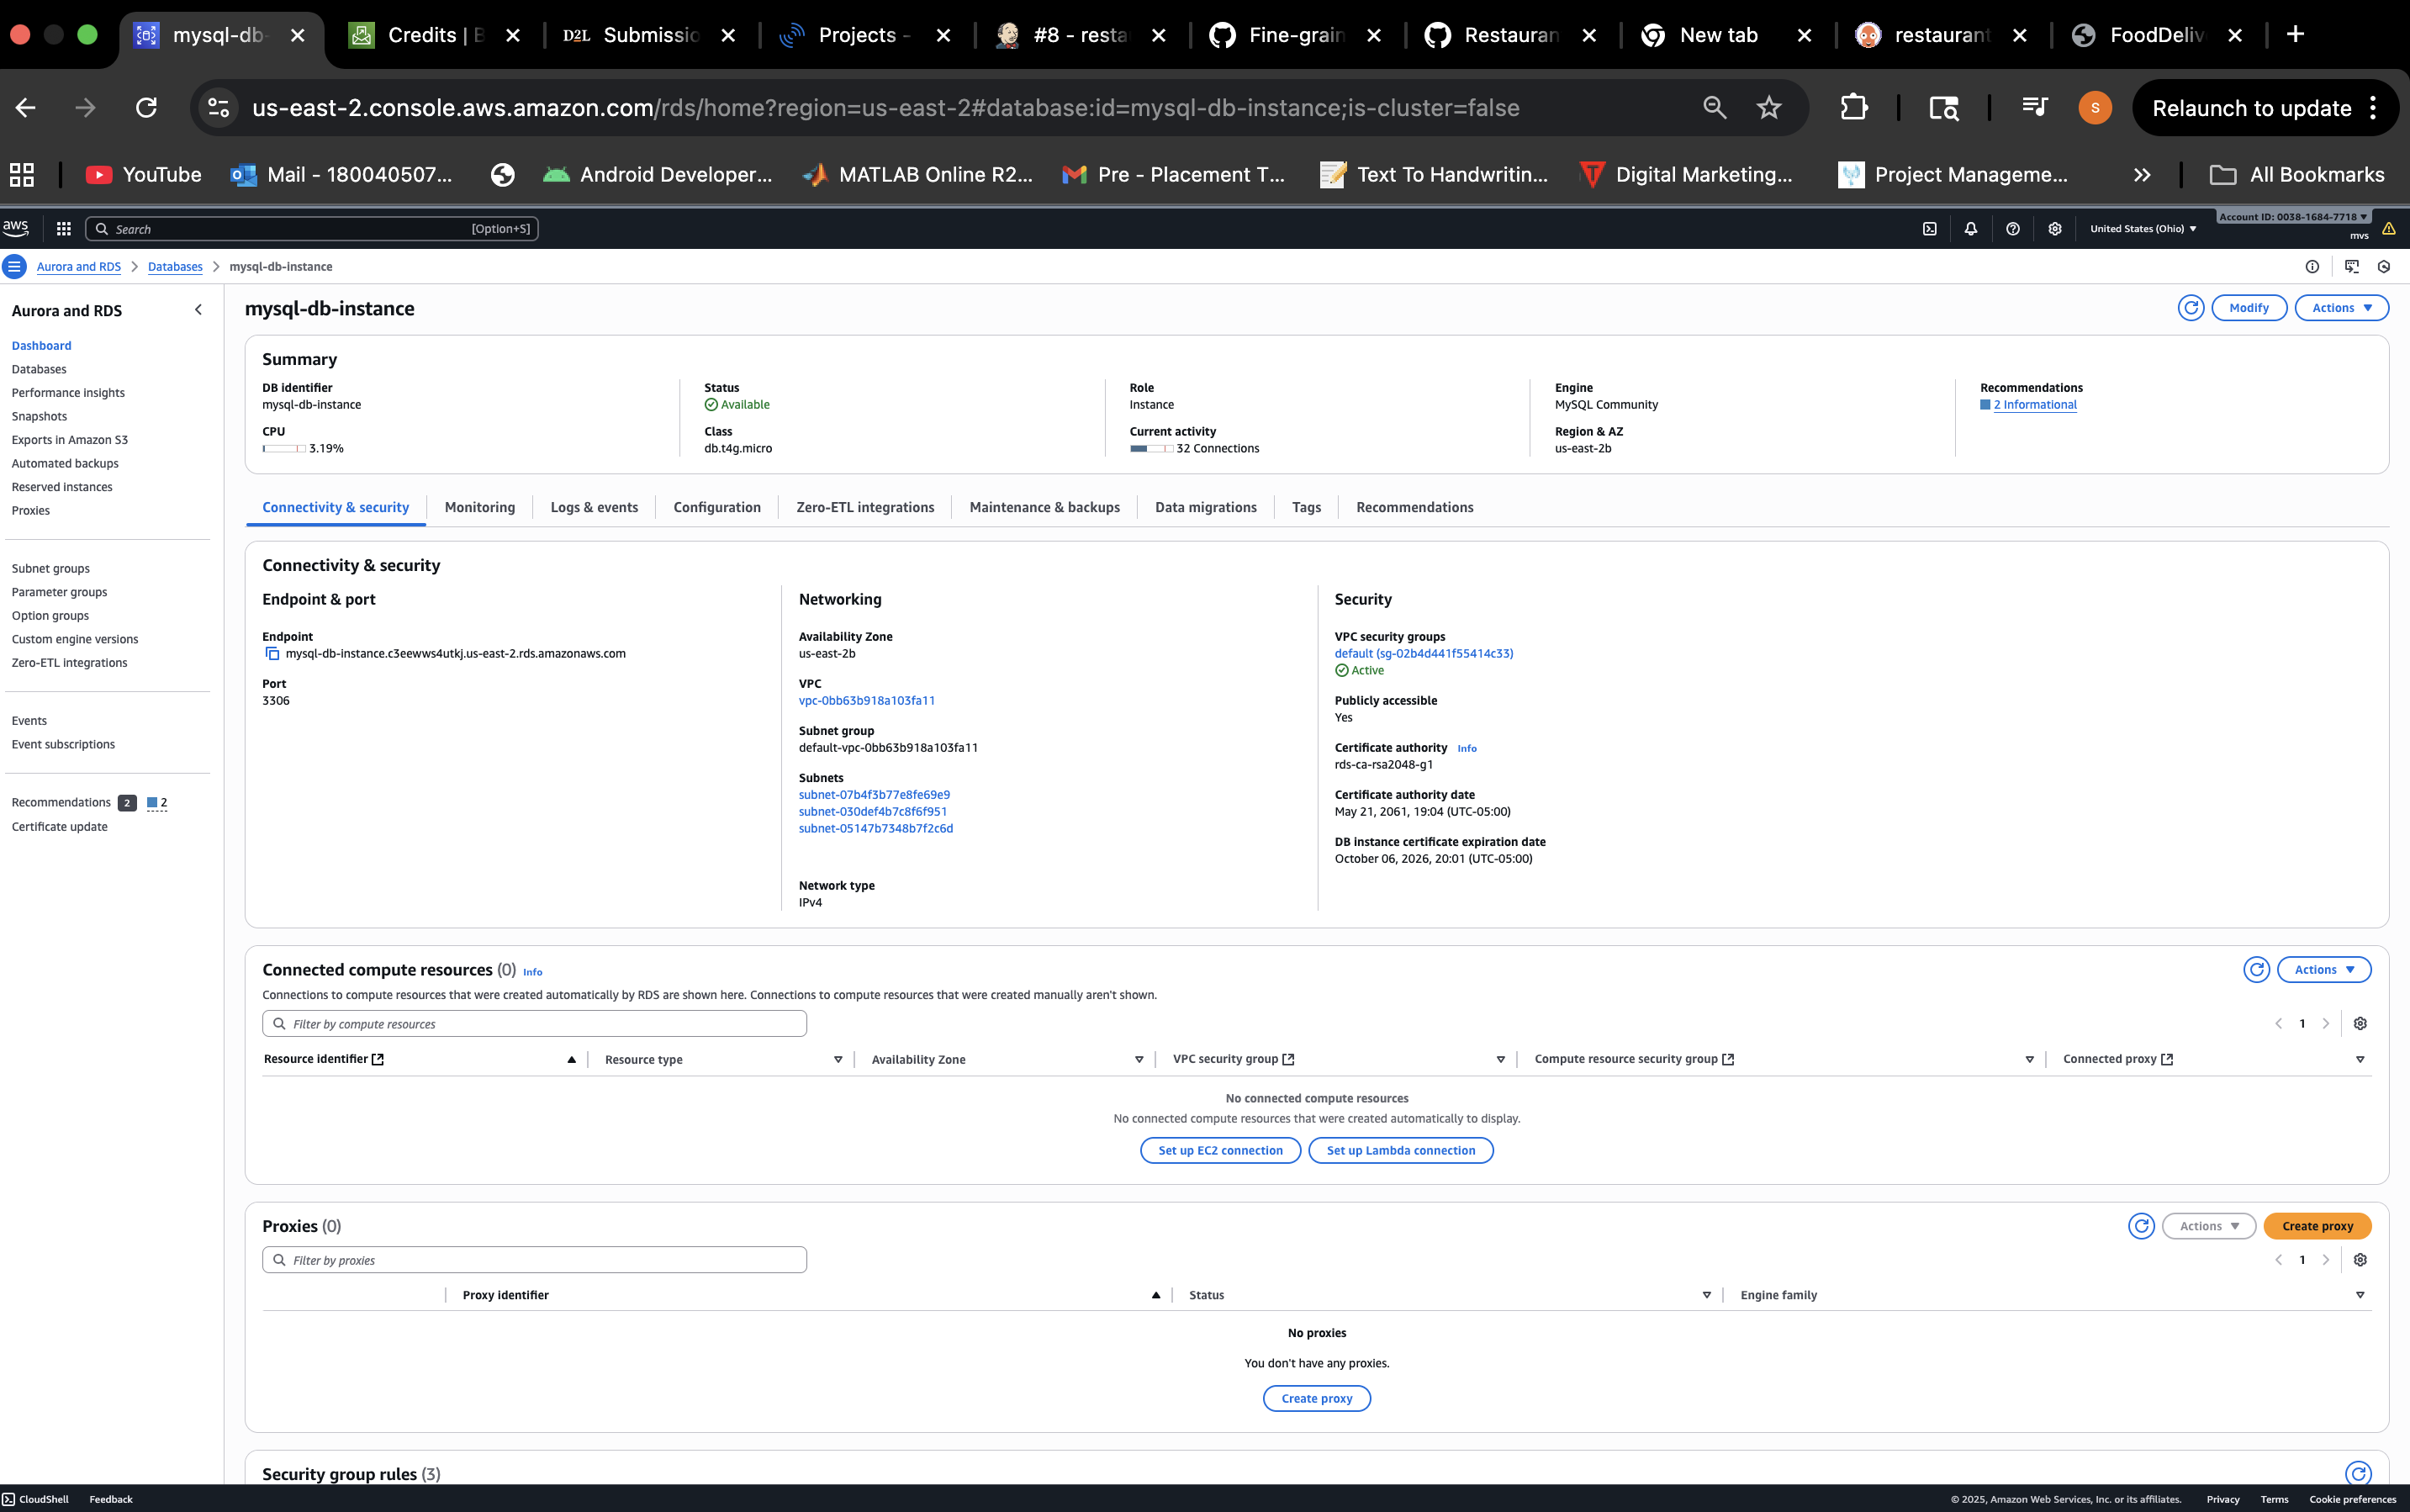 mysql-db-
Credits | B
D2L Submissio
Projects -
#8 - resta
Fine-grain
Restauran
New tab
restaurant
FoodDeliv
us-east-2.console.aws.amazon.com/rds/home?region=us-east-2#database:id=mysql-db-instance;is-cluster=false
S
Relaunch to update
YouTube
Mail - 180040507...
Android Developer...
MATLAB Online R2...
Pre - Placement T...
Text To Handwritin...
Digital Marketing...
Project Manageme...
All Bookmarks
aws
Search
[Option+S]
United States (Ohio)
Account ID: 0038-1684-7718
mvs
Aurora and RDS
Databases
mysql-db-instance
Aurora and RDS
Dashboard
Databases
Performance insights
Snapshots
Exports in Amazon S3
Automated backups
Reserved instances
Proxies
Subnet groups
Parameter groups
Option groups
Custom engine versions
Zero-ETL integrations
Events
Event subscriptions
Recommendations 2 2
Certificate update
mysql-db-instance
Modify
Actions
Summary
DB identifier
mysql-db-instance
CPU
3.19%
Status
Available
Class
db.t4g.micro
Role
Instance
Current activity
32 Connections
Engine
MySQL Community
Region & AZ
us-east-2b
Recommendations
2 Informational
Connectivity & security
Monitoring
Logs & events
Configuration
Zero-ETL integrations
Maintenance & backups
Data migrations
Tags
Recommendations
Connectivity & security
Endpoint & port
Endpoint
mysql-db-instance.c3eewws4utkj.us-east-2.rds.amazonaws.com
Port
3306
Networking
Availability Zone
us-east-2b
VPC
vpc-0bb63b918a103fa11
Subnet group
default-vpc-0bb63b918a103fa11
Subnets
subnet-07b4f3b77e8fe69e9
subnet-030def4b7c8f6f951
subnet-05147b7348b7f2c6d
Network type
IPv4
Security
VPC security groups
default (sg-02b4d441f55414c33)
Active
Publicly accessible
Yes
Certificate authority Info
rds-ca-rsa2048-g1
Certificate authority date
May 21, 2061, 19:04 (UTC-05:00)
DB instance certificate expiration date
October 06, 2026, 20:01 (UTC-05:00)
Connected compute resources (0) Info
Actions
Connections to compute resources that were created automatically by RDS are shown here. Connections to compute resources that were created manually aren't shown.
Filter by compute resources
1
Resource identifier
Resource type
Availability Zone
VPC security group
Compute resource security group
Connected proxy
No connected compute resources
No connected compute resources that were created automatically to display.
Set up EC2 connection
Set up Lambda connection
Proxies (0)
Actions
Create proxy
Filter by proxies
1
Proxy identifier
Status
Engine family
No proxies
You don't have any proxies.
Create proxy
Security group rules (3)
CloudShell
Feedback
© 2025, Amazon Web Services, Inc. or its affiliates.
Privacy
Terms
Cookie preferences